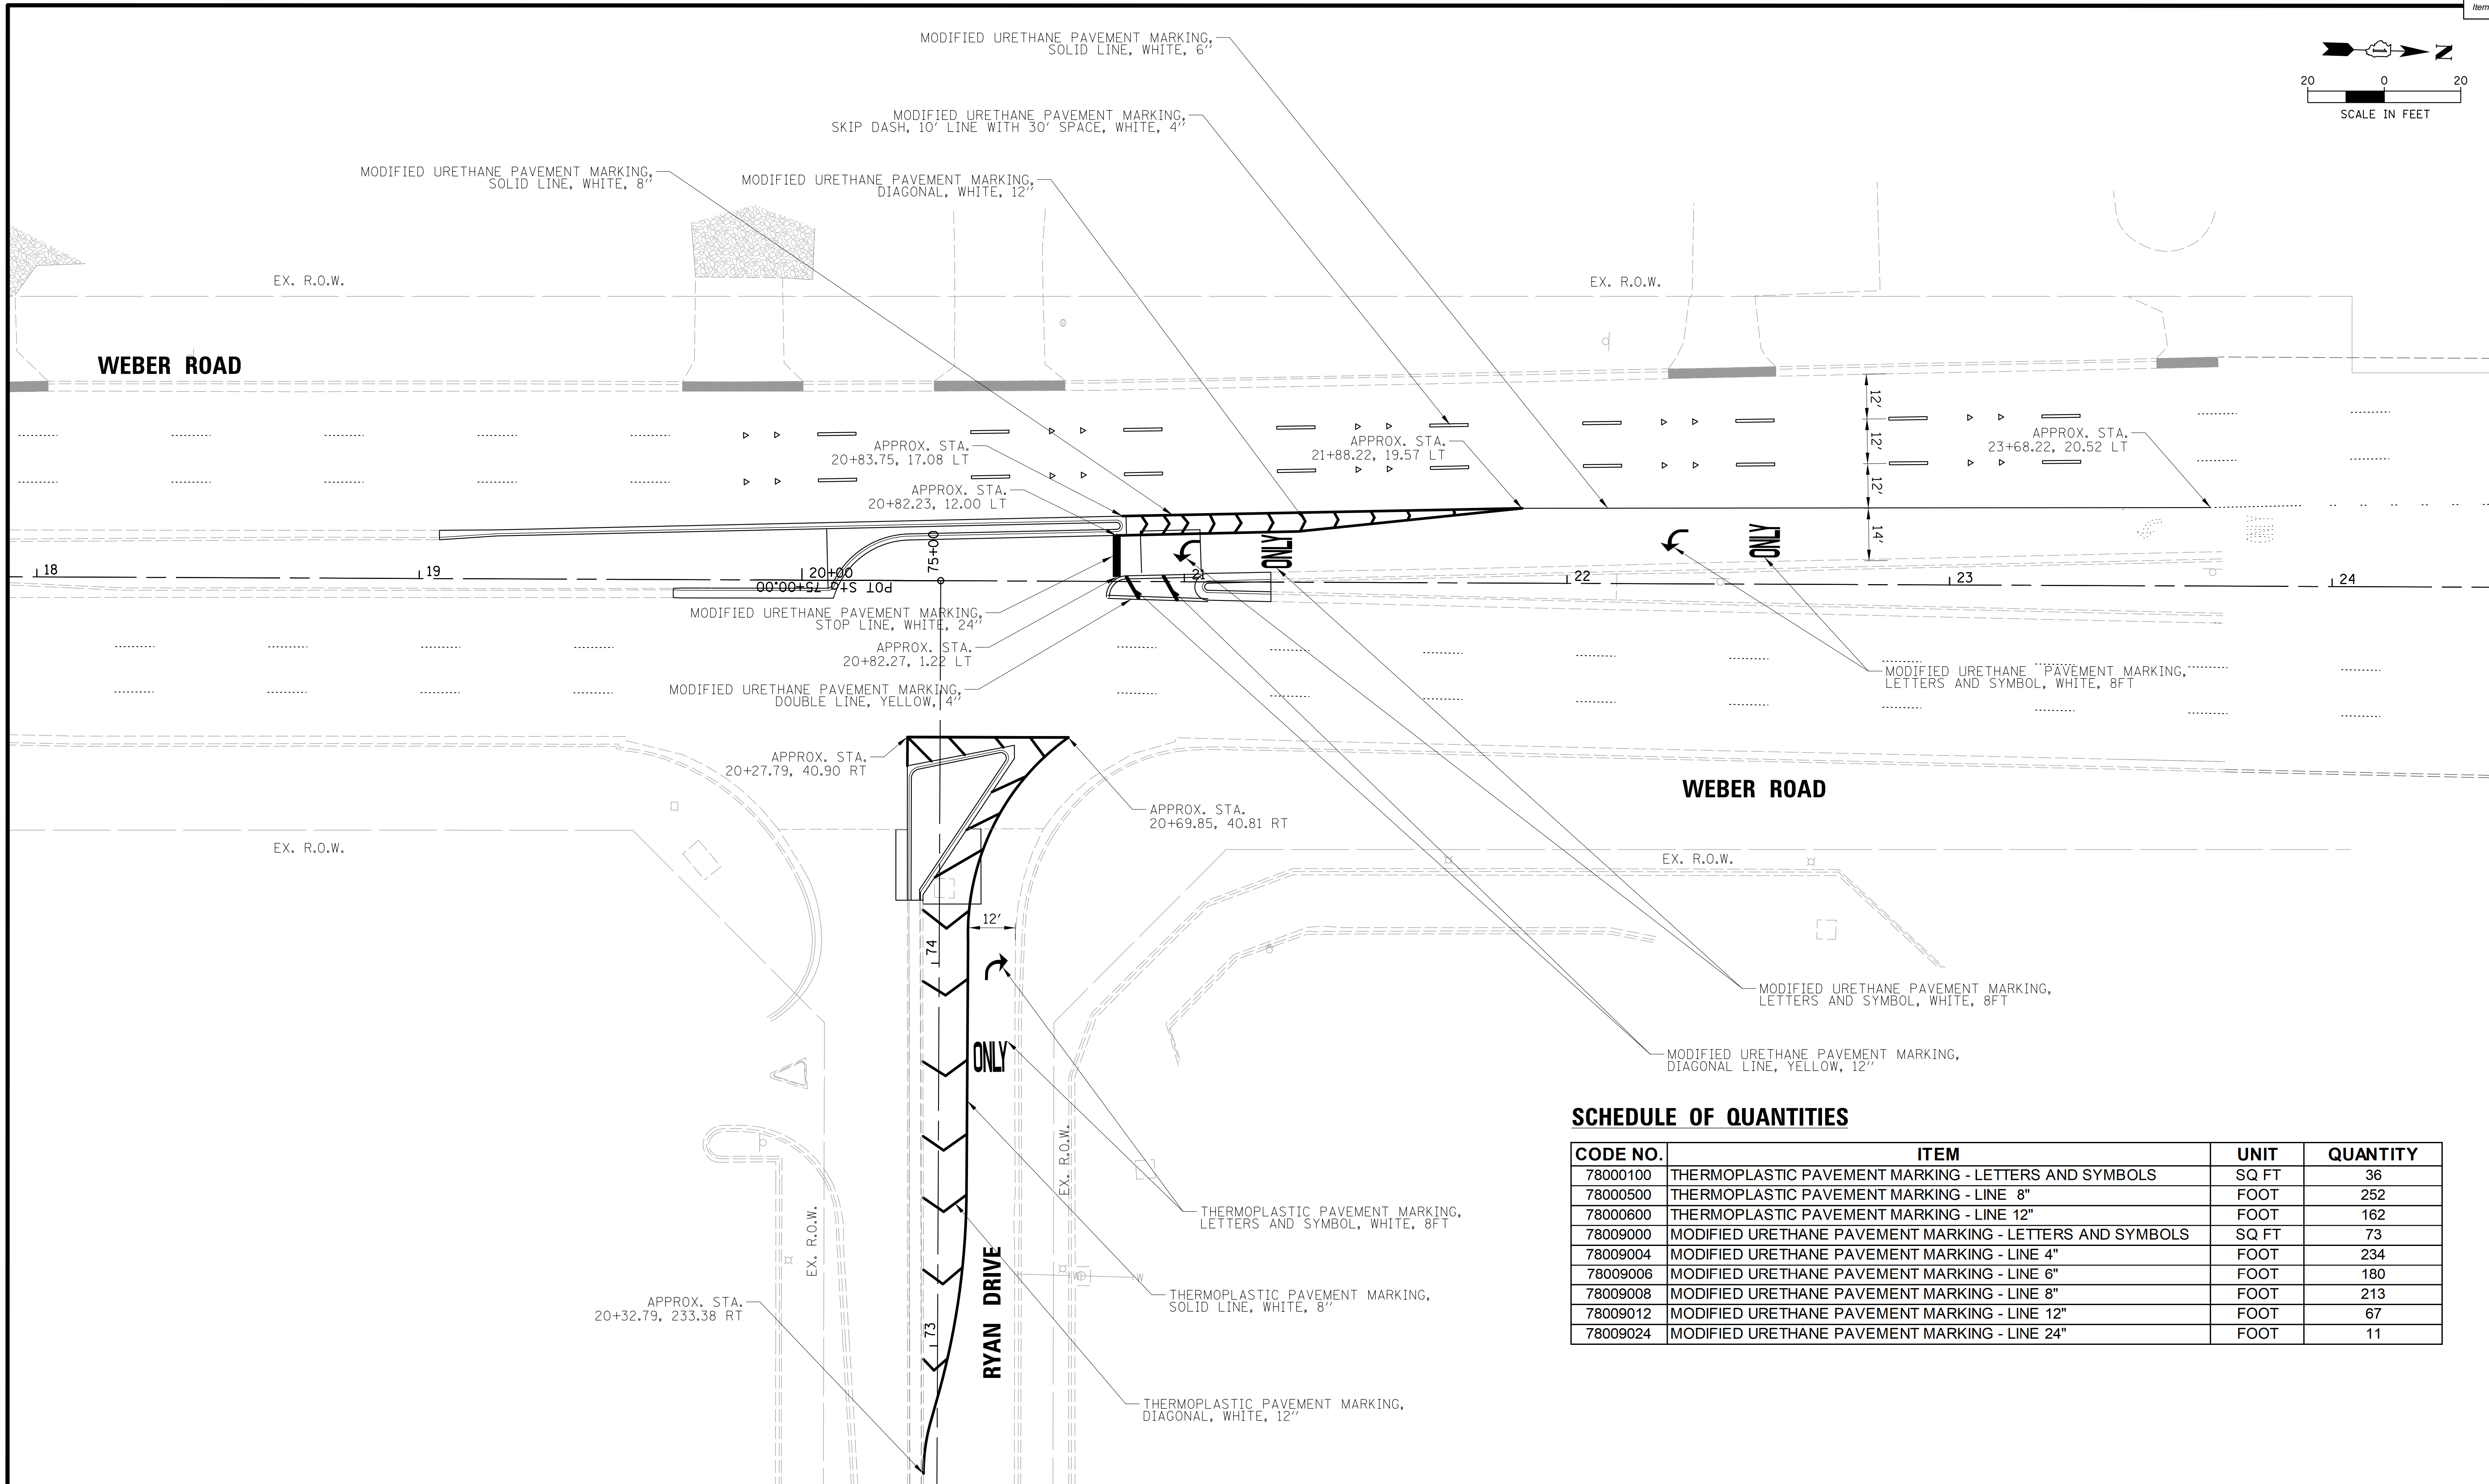 Item
N
20 0 20
SCALE IN FEET
MODIFIED URETHANE PAVEMENT MARKING,
SOLID LINE, WHITE, 6"
MODIFIED URETHANE PAVEMENT MARKING,
SKIP DASH, 10' LINE WITH 30' SPACE, WHITE, 4"
MODIFIED URETHANE PAVEMENT MARKING,
SOLID LINE, WHITE, 8"
MODIFIED URETHANE PAVEMENT MARKING,
DIAGONAL, WHITE, 12"
EX. R.O.W.
EX. R.O.W.
WEBER ROAD
12'
12'
12'
14'
APPROX. STA.
20+83.75, 17.08 LT
APPROX. STA.
21+88.22, 19.57 LT
APPROX. STA.
23+68.22, 20.52 LT
APPROX. STA.
20+82.23, 12.00 LT
ONLY
ONLY
75+00
18
19
20+00
21
22
23
24
POT STA 75+00.00
MODIFIED URETHANE PAVEMENT MARKING,
STOP LINE, WHITE, 24"
APPROX. STA.
20+82.27, 1.22 LT
MODIFIED URETHANE PAVEMENT MARKING,
DOUBLE LINE, YELLOW, 4"
MODIFIED URETHANE PAVEMENT MARKING,
LETTERS AND SYMBOL, WHITE, 8FT
APPROX. STA.
20+27.79, 40.90 RT
APPROX. STA.
20+69.85, 40.81 RT
WEBER ROAD
EX. R.O.W.
EX. R.O.W.
12'
74
MODIFIED URETHANE PAVEMENT MARKING,
LETTERS AND SYMBOL, WHITE, 8FT
ONLY
MODIFIED URETHANE PAVEMENT MARKING,
DIAGONAL LINE, YELLOW, 12"
EX. R.O.W.
EX. R.O.W.
THERMOPLASTIC PAVEMENT MARKING,
LETTERS AND SYMBOL, WHITE, 8FT
W
W
RYAN DRIVE
THERMOPLASTIC PAVEMENT MARKING,
SOLID LINE, WHITE, 8"
APPROX. STA.
20+32.79, 233.38 RT
73
THERMOPLASTIC PAVEMENT MARKING,
DIAGONAL, WHITE, 12"
SCHEDULE OF QUANTITIES
CODE NO. ITEM UNIT QUANTITY
78000100 THERMOPLASTIC PAVEMENT MARKING - LETTERS AND SYMBOLS SQ FT 36
78000500 THERMOPLASTIC PAVEMENT MARKING - LINE 8" FOOT 252
78000600 THERMOPLASTIC PAVEMENT MARKING - LINE 12" FOOT 162
78009000 MODIFIED URETHANE PAVEMENT MARKING - LETTERS AND SYMBOLS SQ FT 73
78009004 MODIFIED URETHANE PAVEMENT MARKING - LINE 4" FOOT 234
78009006 MODIFIED URETHANE PAVEMENT MARKING - LINE 6" FOOT 180
78009008 MODIFIED URETHANE PAVEMENT MARKING - LINE 8" FOOT 213
78009012 MODIFIED URETHANE PAVEMENT MARKING - LINE 12" FOOT 67
78009024 MODIFIED URETHANE PAVEMENT MARKING - LINE 24" FOOT 11